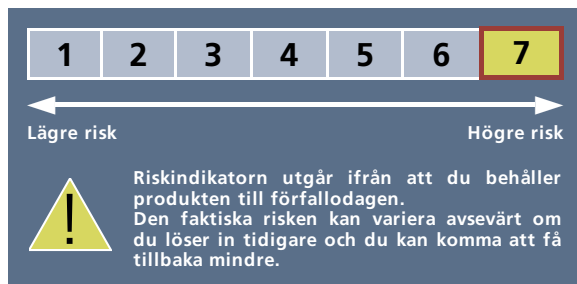 1 2 3 4 5 6 7
Lägre risk Högre risk
Riskindikatorn utgår ifrån att du behåller
produkten till förfallodagen.
Den faktiska risken kan variera avsevärt om
du löser in tidigare och du kan komma att få
tillbaka mindre.
!